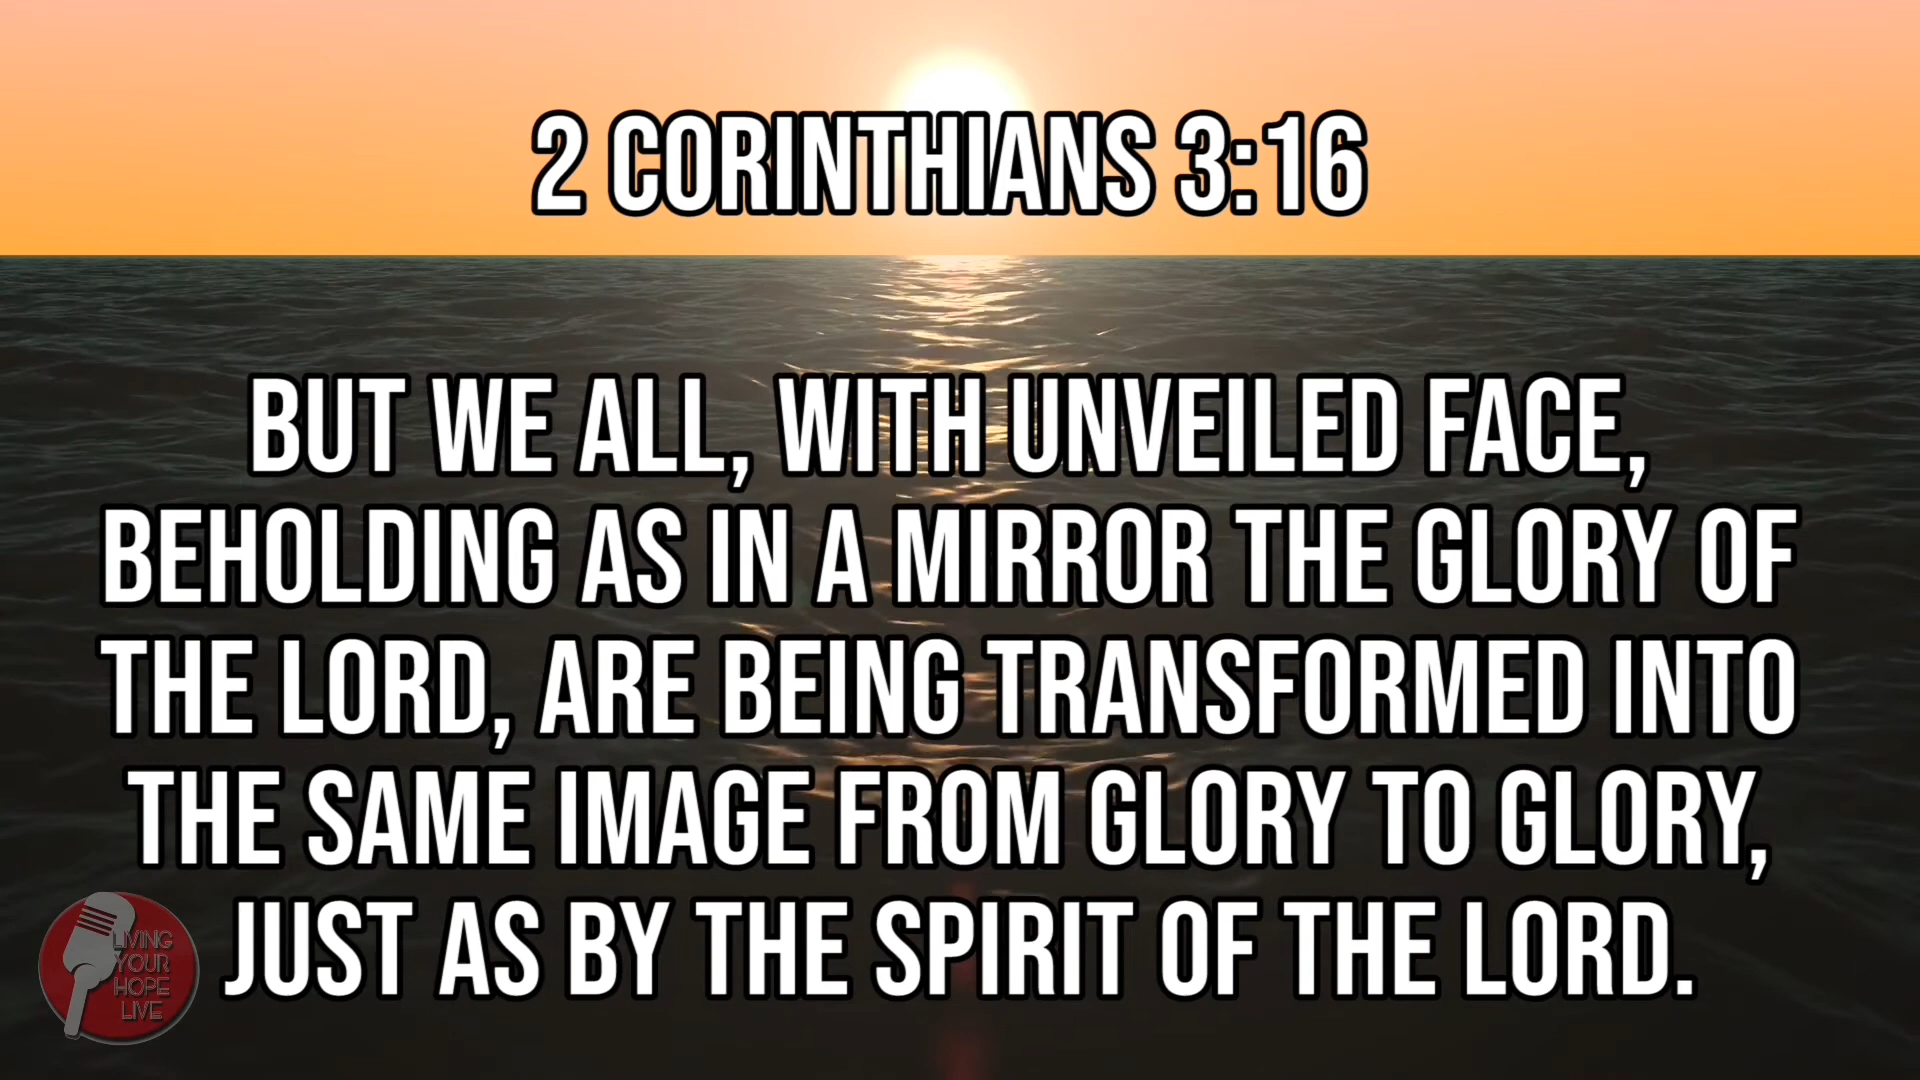 2 CORINTHIANS 3:16
BUT WE ALL, WITH UNVEILED FACE,
BEHOLDING AS IN A MIRROR THE GLORY OF
THE LORD, ARE BEING TRANSFORMED INTO
THE SAME IMAGE FROM GLORY TO GLORY,
JUST AS BY THE SPIRIT OF THE LORD.
LIVING
YOUR
HOPE
LIVE